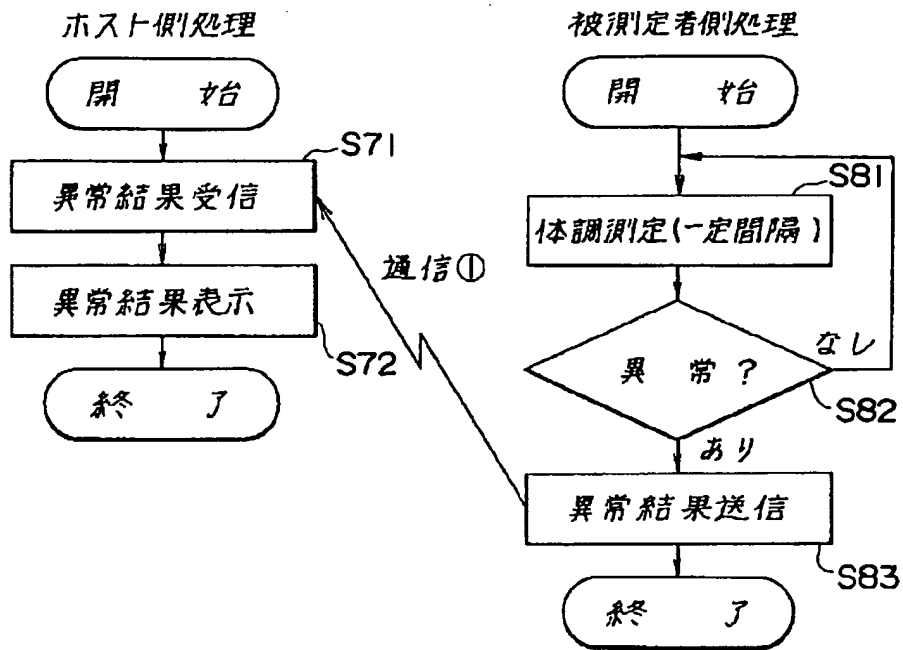 ホスト側処理
開始
S71
異常結果受信
異常結果表示
S72
終了
通信①
被測定者側処理
開始
S81
体調測定(一定間隔)
異常?
なし
S82
あり
異常結果送信
S83
終了